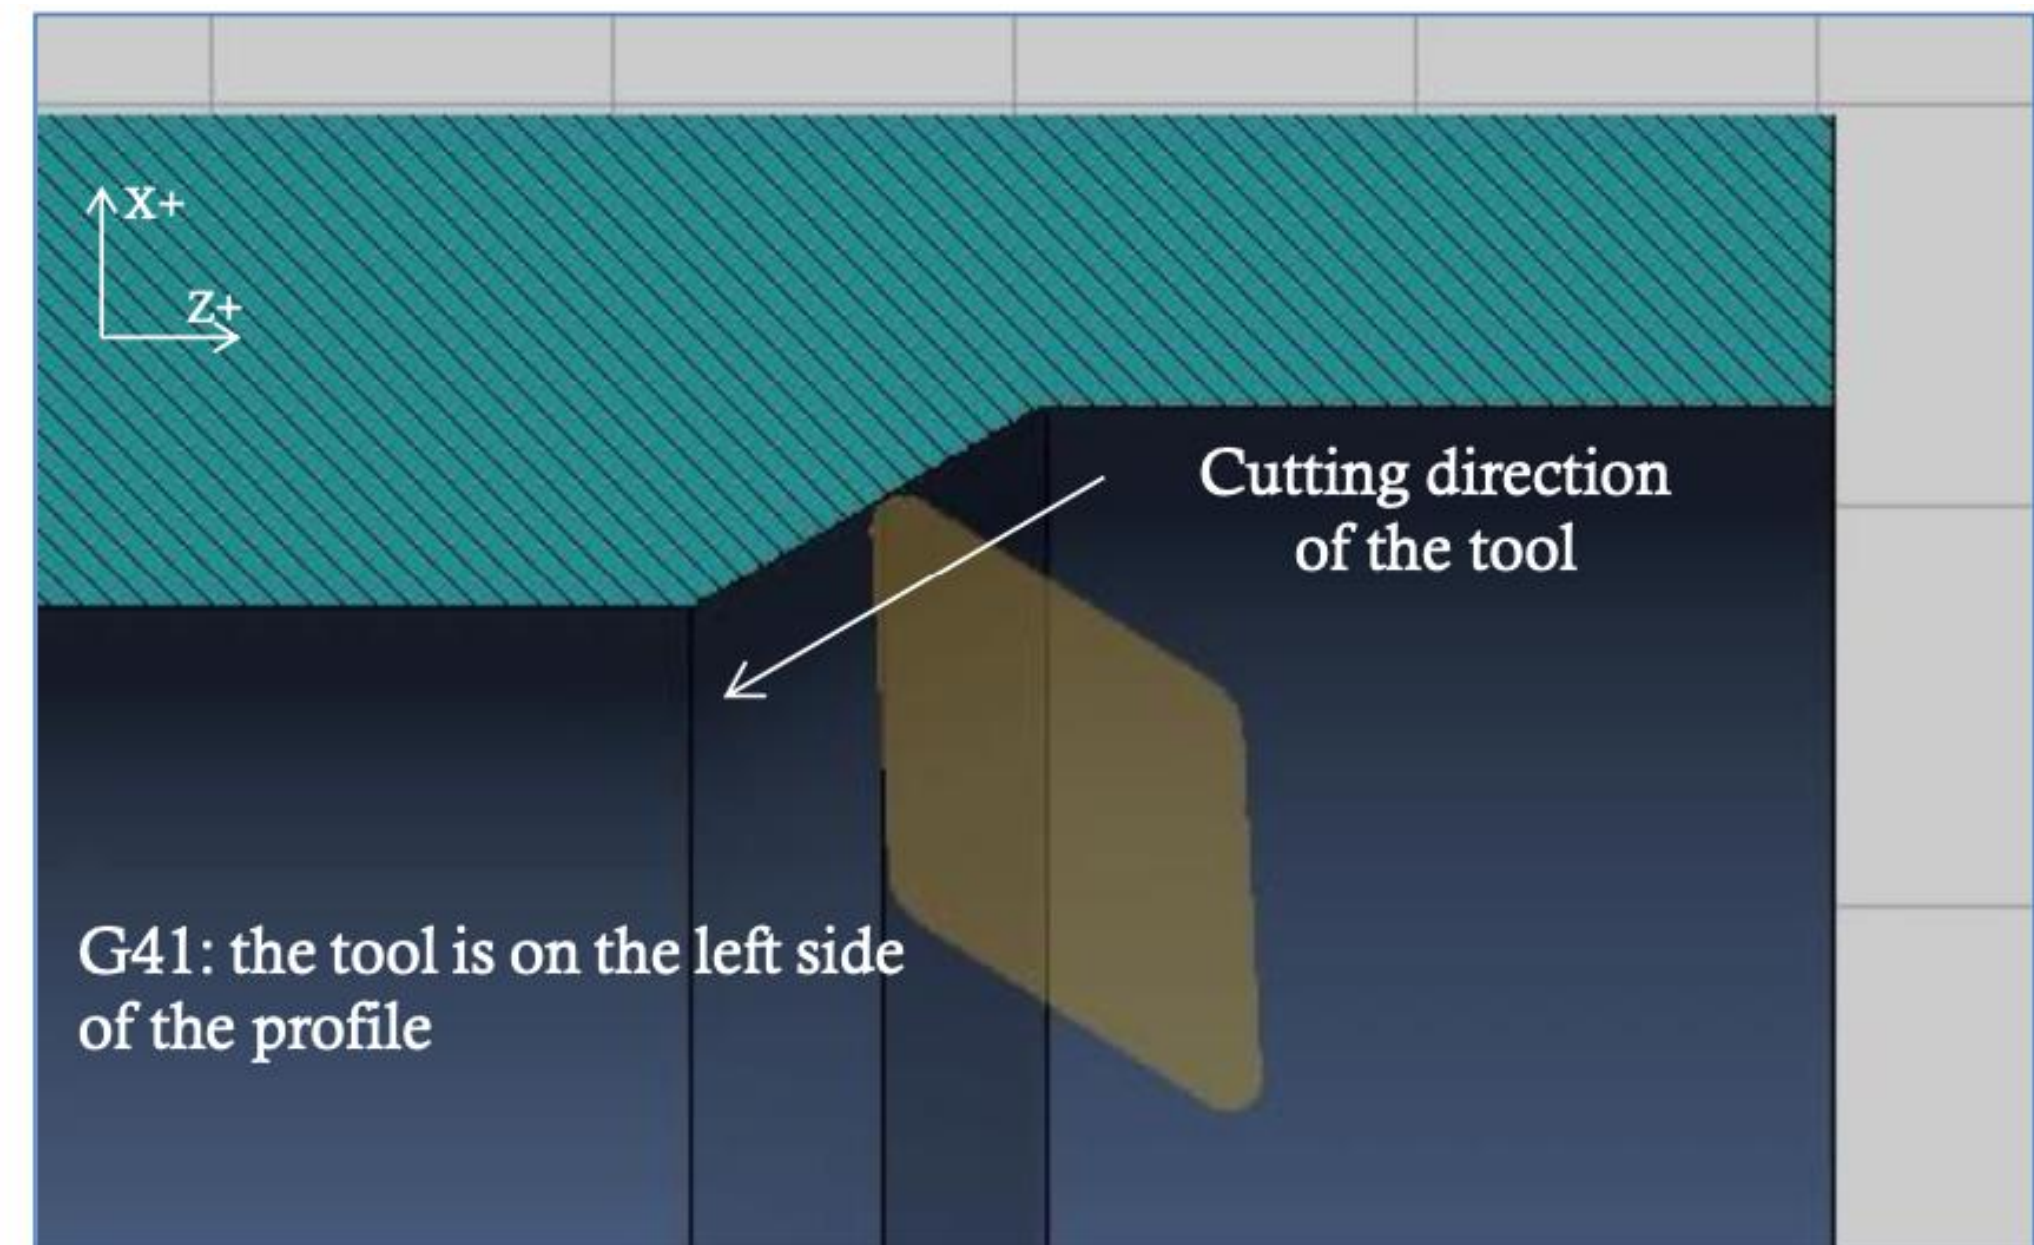 X+
Z+
Cutting direction
of the tool
G41: the tool is on the left side
of the profile